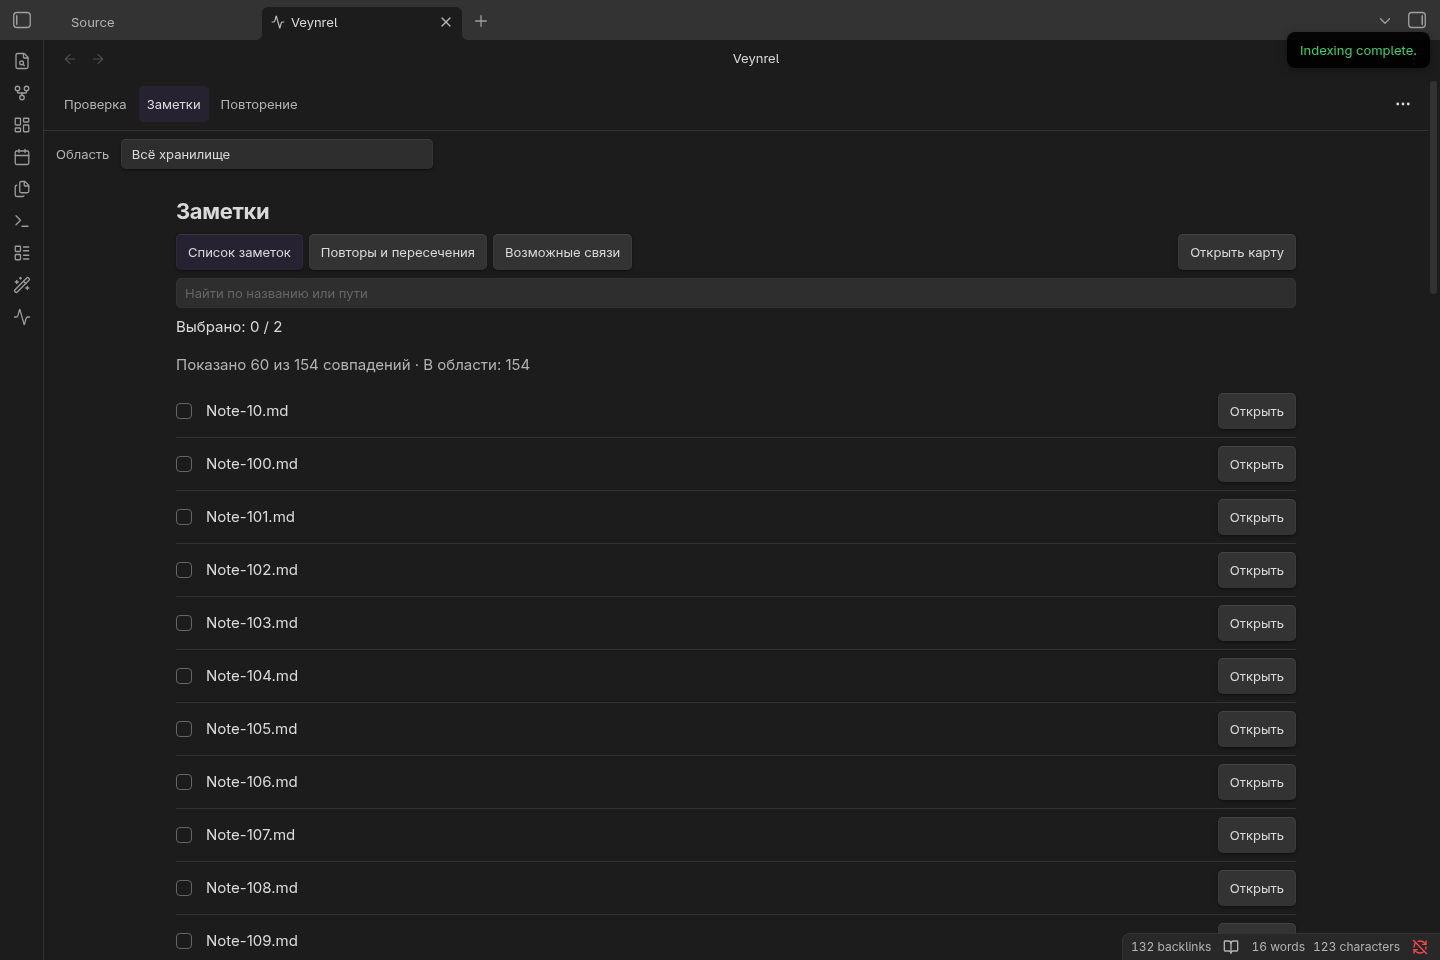 Source
Veynrel
Veynrel
Indexing complete.
Проверка
Заметки
Повторение
Область
Всё хранилище
Заметки
Список заметок
Повторы и пересечения
Возможные связи
Открыть карту
Найти по названию или пути
Выбрано: 0 / 2
Показано 60 из 154 совпадений · В области: 154
Note-10.md
Открыть
Note-100.md
Открыть
Note-101.md
Открыть
Note-102.md
Открыть
Note-103.md
Открыть
Note-104.md
Открыть
Note-105.md
Открыть
Note-106.md
Открыть
Note-107.md
Открыть
Note-108.md
Открыть
Note-109.md
132 backlinks
16 words
123 characters